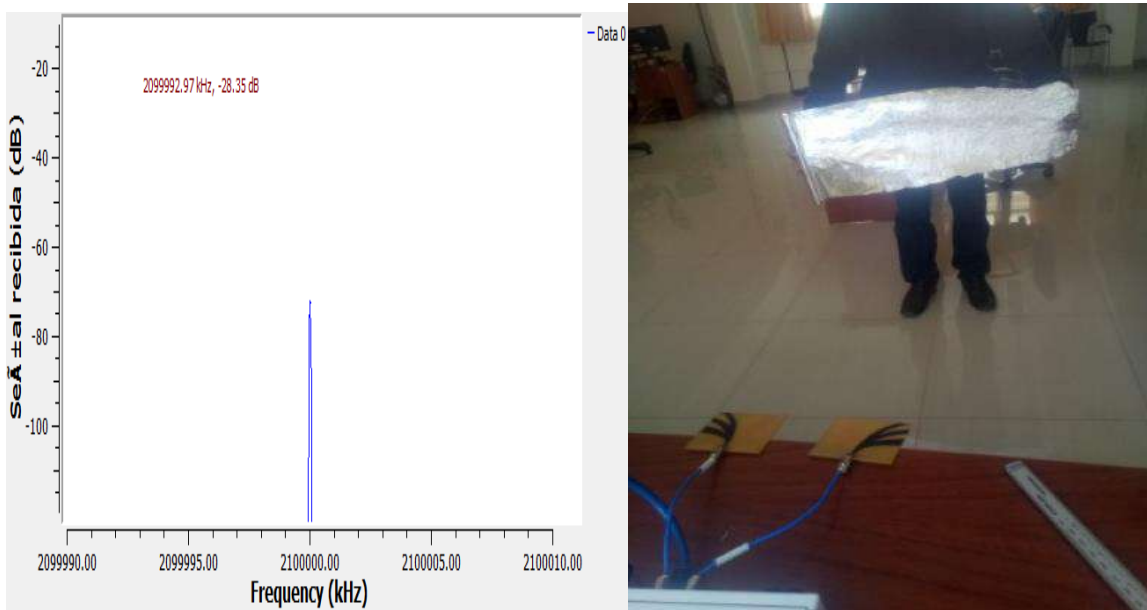 Data 0
2099992.97 kHz, -28.35 dB
SeÃ±al recibida (dB)
-20
-40
-60
-80
-100
2099990.00 2099995.00 2100000.00 2100005.00 2100010.00
Frequency (kHz)